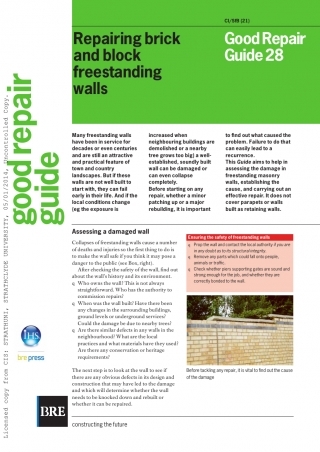 CI/SfB (21)
Repairing brick
and block
freestanding
walls
Good Repair
Guide 28
good repair
guide
Licensed copy from CIS: STRATHUNI, STRATHCLYDE UNIVERSITY, 05/01/2014, Uncontrolled Copy.
Many freestanding walls
have been in service for
decades or even centuries
and are still an attractive
and practical feature of
town and country
landscapes. But if these
walls are not well built to
start with, they can fail
early in their life. And if the
local conditions change
(eg the exposure is
increased when
neighbouring buildings are
demolished or a nearby
tree grows too big) a well-
established, soundly built
wall can be damaged or
can even collapse
completely.
Before starting on any
repair, whether a minor
patching up or a major
rebuilding, it is important
to find out what caused the
problem. Failure to do that
can easily lead to a
recurrence.
This Guide aims to help in
assessing the damage in
freestanding masonry
walls, establishing the
cause, and carrying out an
effective repair. It does not
cover parapets or walls
built as retaining walls.
Assessing a damaged wall
Collapses of freestanding walls cause a number
of deaths and injuries so the first thing to do is
to make the wall safe if you think it may pose a
danger to the public (see Box, right).
After checking the safety of the wall, find out
about the wall's history and its environment.
q Who owns the wall? This is not always
straightforward. Who has the authority to
commission repairs?
q When was the wall built? Have there been
any changes in the surrounding buildings,
ground levels or underground services?
Could the damage be due to nearby trees?
q Are there similar defects in any walls in the
neighbourhood? What are the local
practices and what materials have they used?
Are there any conservation or heritage
requirements?
The next step is to look at the wall to see if
there are any obvious defects in its design and
construction that may have led to the damage
and which will determine whether the wall
needs to be knocked down and rebuilt or
whether it can be repaired.
Ensuring the safety of freestanding walls
q Prop the wall and contact the local authority if you are
in any doubt as to its structural integrity.
q Remove any parts which could fall onto people,
animals or traffic.
q Check whether piers supporting gates are sound and
strong enough for the job, and whether they are
correctly bonded to the wall.
Before tackling any repair, it is vital to find out the cause
of the damage
IHS
bre press
BRE
constructing the future